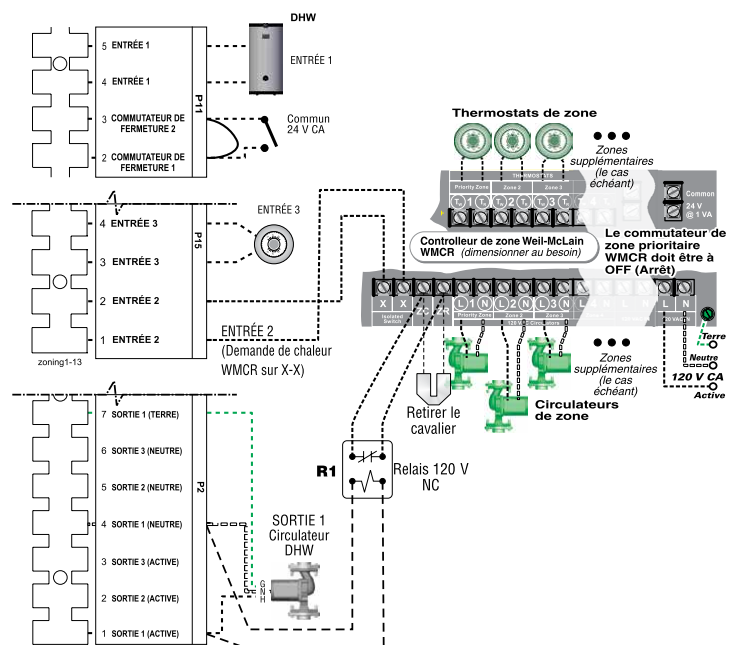 DHW
5 ENTRÉE 1
ENTRÉE 1
4 ENTRÉE 1
P11
3 COMMUTATEUR DE
FERMETURE 2
Commun
24 V CA
2 COMMUTATEUR DE
FERMETURE 1
Thermostats de zone
Zones
supplémentaires
(le cas
échéant)
THERMOSTATS
Priority Zone
Zone 2
Zone 3
1
2
3
Common
24 V
@ 1 VA
Controlleur de zone Weil-McLain
WMCR (dimensionner au besoin)
Le commutateur de
zone prioritaire
WMCR doit être à
OFF (Arrêt)
4 ENTRÉE 3
ENTRÉE 3
P15
3 ENTRÉE 3
2 ENTRÉE 2
1 ENTRÉE 2
ENTRÉE 2
(Demande de chaleur
WMCR sur X-X)
zoning1-13
X X ZC ZR L 1 N L 2 N L 3 N L 4 N L N L N
Isolated
Switch
Priority Zone
Zone 2
Zone 3
Terre
Neutre
120 V CA
Active
Zones
supplémentaires
(le cas
échéant)
Retirer le
cavalier
Circulateurs
de zone
7 SORTIE 1 (TERRE)
6 SORTIE 3 (NEUTRE)
R1
Relais 120 V
NC
P2
5 SORTIE 2 (NEUTRE)
4 SORTIE 1 (NEUTRE)
SORTIE 1
Circulateur
DHW
3 SORTIE 3 (ACTIVE)
G
N
H
2 SORTIE 2 (ACTIVE)
1 SORTIE 1 (ACTIVE)